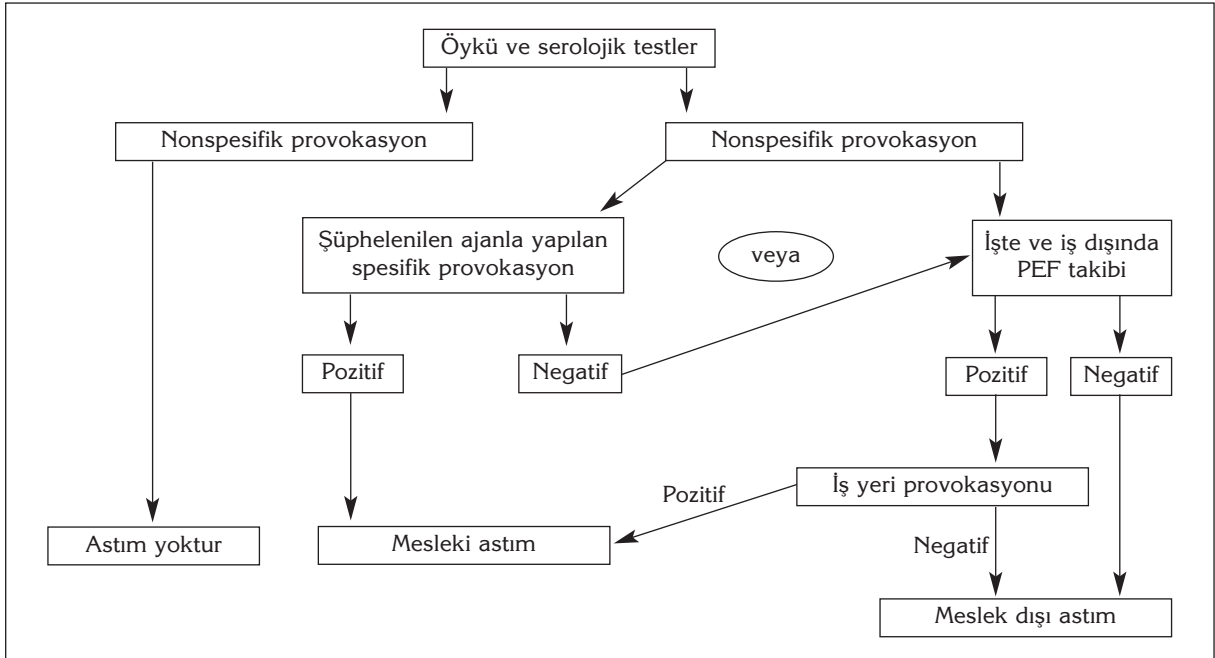 Öykü ve serolojik testler
Nonspesifik provokasyon
Nonspesifik provokasyon
Şüphelenilen ajanla yapılan
spesifik provokasyon
veya
İşte ve iş dışında
PEF takibi
Pozitif
Negatif
Pozitif
Negatif
Pozitif
İş yeri provokasyonu
Astım yoktur
Mesleki astım
Negatif
Meslek dışı astım